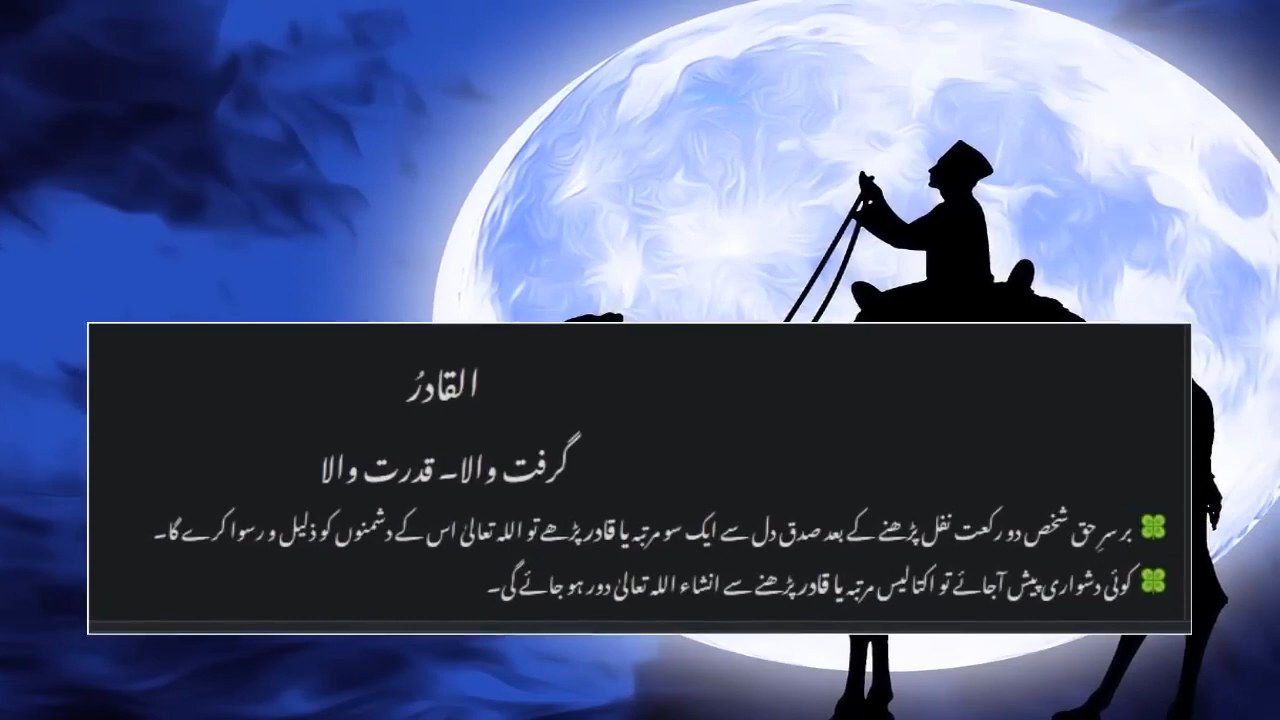 القادرُ
گرفت والا۔ قدرت والا
🍀 بر سرِ حق شخص دو رکعت نفل پڑھنے کے بعد صدق دل سے ایک سو مرتبہ یا قادر پڑھے تو اللہ تعالیٰ اس کے دشمنوں کو ذلیل و رسوا کرے گا۔
🍀 کوئی دشواری پیش آجائے تو اکتالیس مرتبہ یا قادر پڑھنے سے انشاء اللہ تعالیٰ دور ہو جائے گی۔